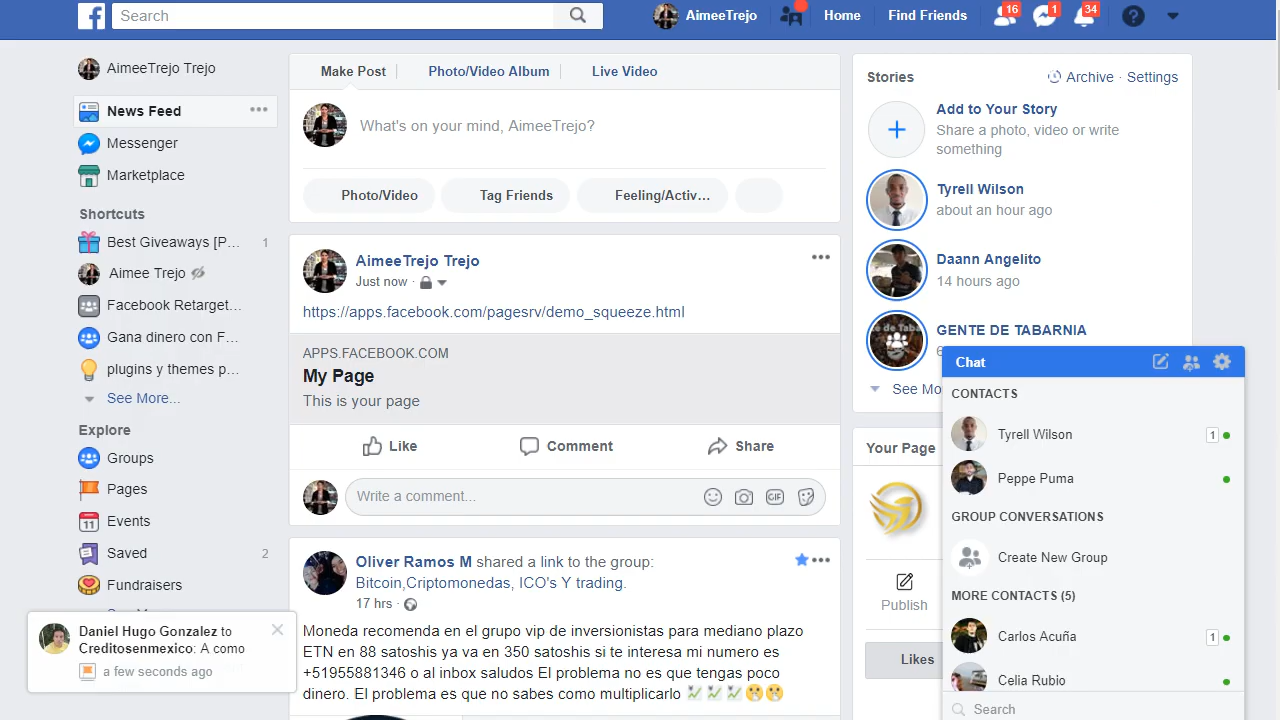 Search
AimeeTrejo
Home
Find Friends
16
1
34
AimeeTrejo Trejo
News Feed
Messenger
Marketplace
Shortcuts
Best Giveaways [P... 1
Aimee Trejo
Facebook Retarget...
Gana dinero con F...
plugins y themes p...
See More...
Explore
Groups
Pages
11 Events
Saved 2
Fundraisers
Daniel Hugo Gonzalez to
Creditosenmexico: A como
a few seconds ago
Make Post
Photo/Video Album
Live Video
What's on your mind, AimeeTrejo?
Photo/Video
Tag Friends
Feeling/Activ...
AimeeTrejo Trejo
Just now ·
https://apps.facebook.com/pagesrv/demo_squeeze.html
APPS.FACEBOOK.COM
My Page
This is your page
Like
Comment
Share
Write a comment...
GIF
Oliver Ramos M shared a link to the group:
Bitcoin,Criptomonedas, ICO's Y trading.
17 hrs ·
Moneda recomenda en el grupo vip de inversionistas para mediano plazo
ETN en 88 satoshis ya va en 350 satoshis si te interesa mi numero es
+51955881346 o al inbox saludos El problema no es que tengas poco
dinero. El problema es que no sabes como multiplicarlo
Stories
Archive · Settings
Add to Your Story
Share a photo, video or write
something
Tyrell Wilson
about an hour ago
Daann Angelito
14 hours ago
GENTE DE TABARNIA
See Mo
Your Page
Publish
Likes
Chat
CONTACTS
Tyrell Wilson 1
Peppe Puma
GROUP CONVERSATIONS
Create New Group
MORE CONTACTS (5)
Carlos Acuña 1
Celia Rubio
Search